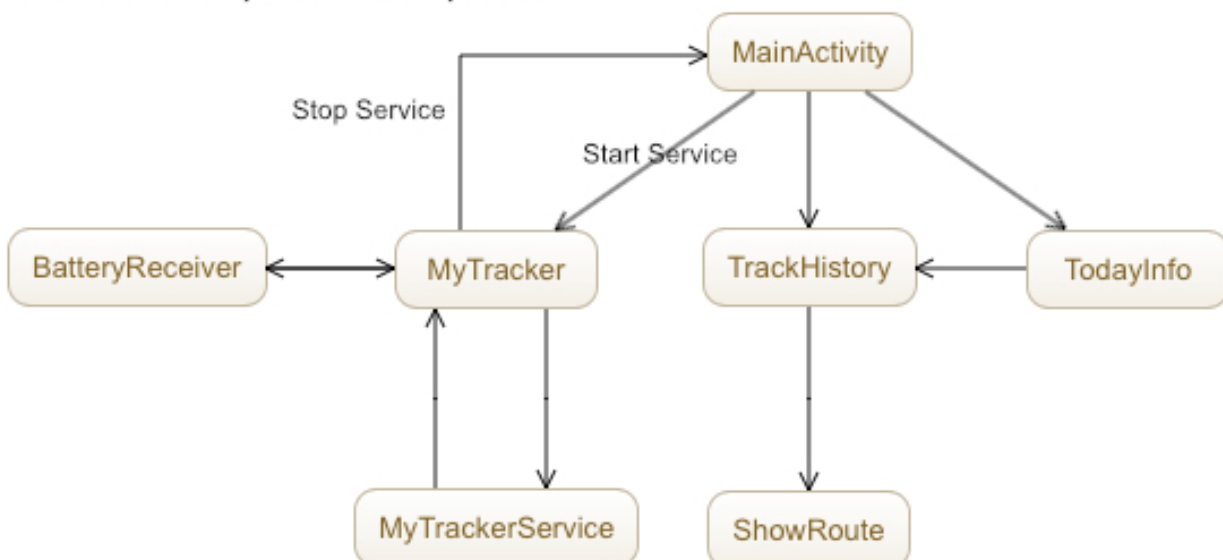 MainActivity
Stop Service
Start Service
BatteryReceiver
MyTracker
TrackHistory
TodayInfo
MyTrackerService
ShowRoute